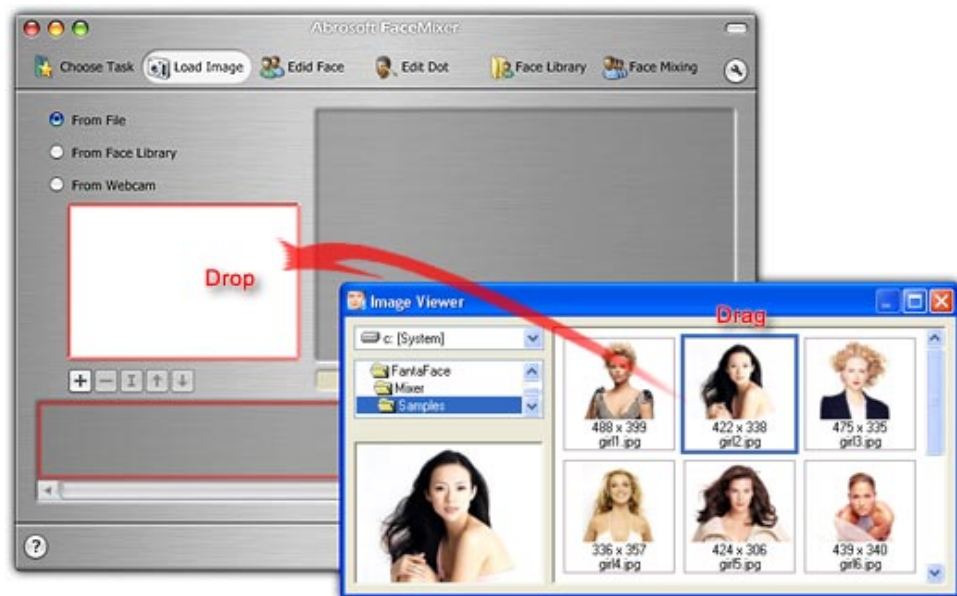 Abrosoft FaceMixer
Choose Task Load Image Edid Face Edit Dot Face Library Face Mixing
From File
From Face Library
From Webcam
Drop
Image Viewer
Drag
c: [System]
FantaFace
Mixer
Samples
488 x 399
girl1.jpg
422 x 338
girl2.jpg
475 x 335
girl3.jpg
336 x 357
girl4.jpg
424 x 306
girl5.jpg
439 x 340
girl6.jpg
?